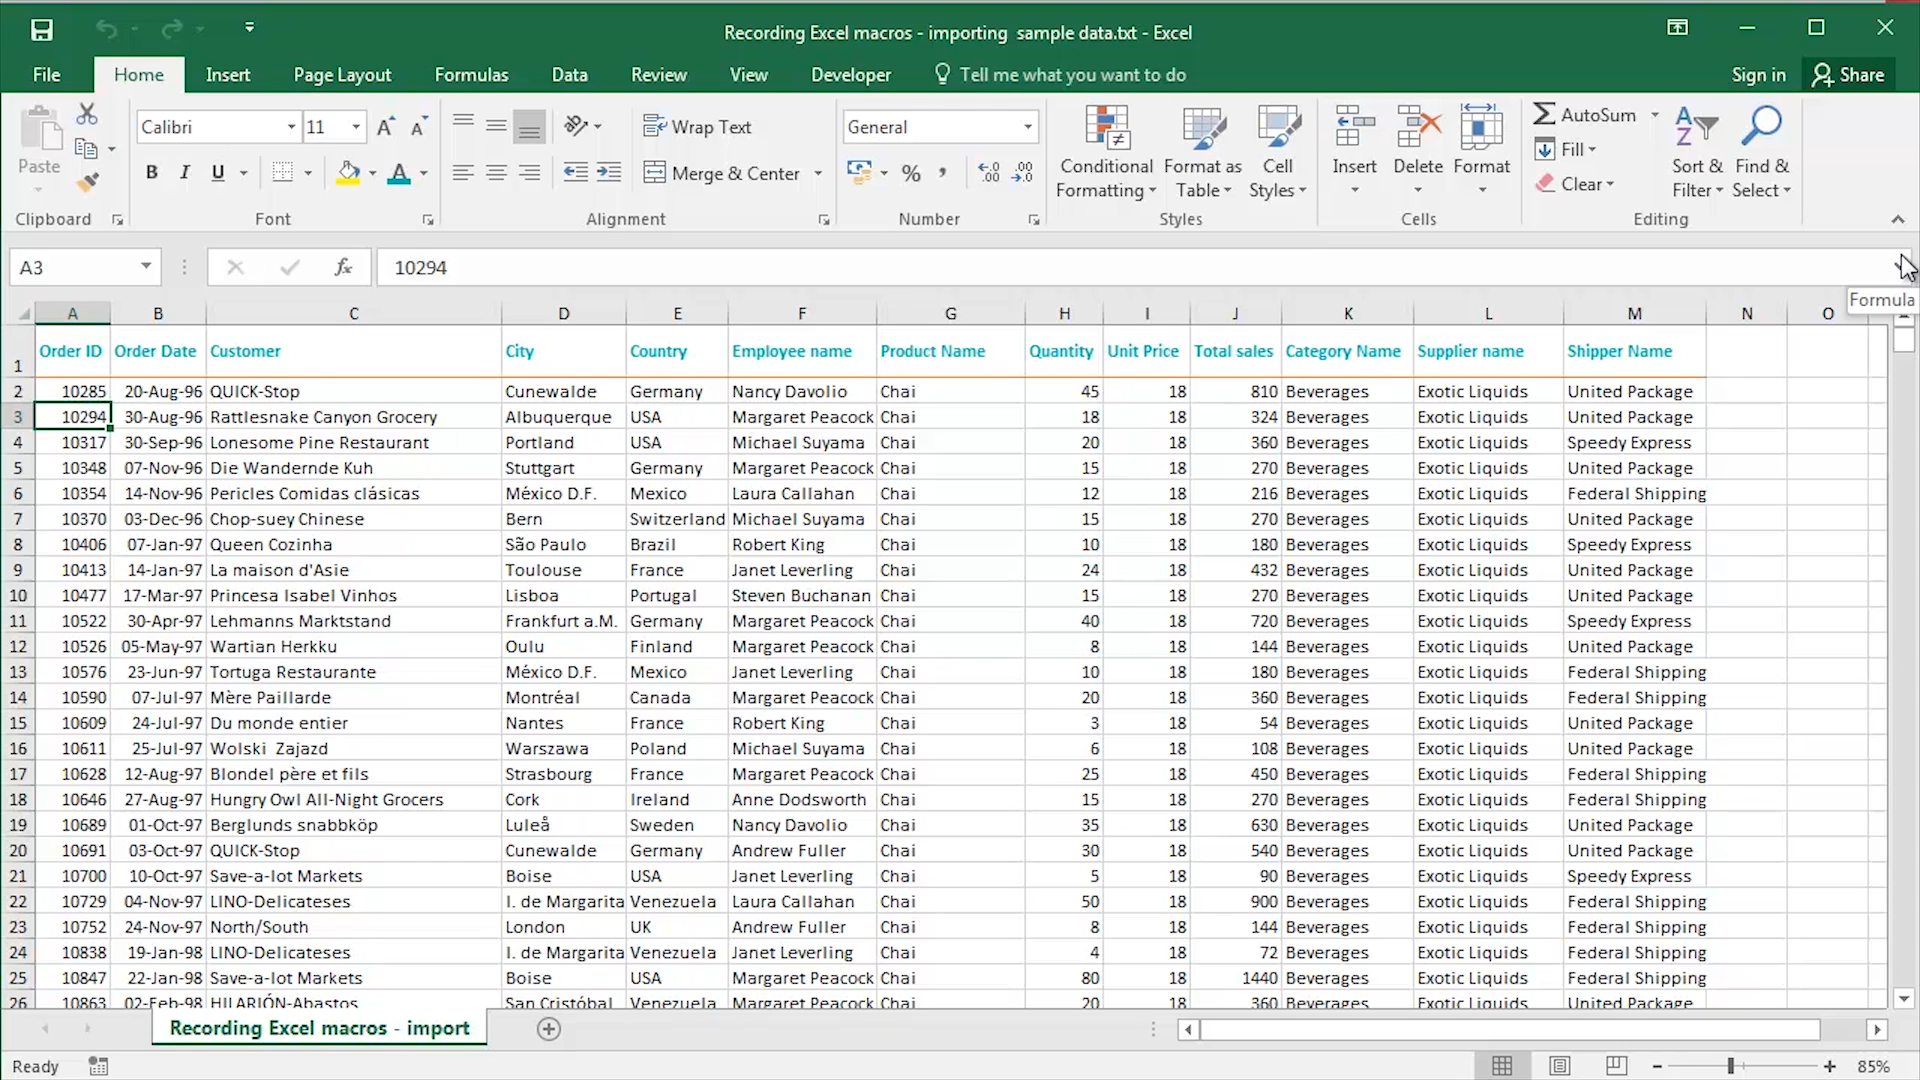 Recording Excel macros - importing  sample data.txt - Excel
File Home Insert Page Layout Formulas Data Review View Developer Tell me what you want to do Sign in Share
Calibri 11 Wrap Text General AutoSum
Paste Conditional Formatting Format as Table Cell Styles Insert Delete Format Fill Sort & Filter Find & Select
B I U A Merge & Center % , Clear
Clipboard Font Alignment Number Styles Cells Editing
A3 fx 10294
Formula
A B C D E F G H I J K L M N O
1 Order ID Order Date Customer City Country Employee name Product Name Quantity Unit Price Total sales Category Name Supplier name Shipper Name
2 10285 20-Aug-96 QUICK-Stop Cunewalde Germany Nancy Davolio Chai 45 18 810 Beverages Exotic Liquids United Package
3 10294 30-Aug-96 Rattlesnake Canyon Grocery Albuquerque USA Margaret Peacock Chai 18 18 324 Beverages Exotic Liquids United Package
4 10317 30-Sep-96 Lonesome Pine Restaurant Portland USA Michael Suyama Chai 20 18 360 Beverages Exotic Liquids Speedy Express
5 10348 07-Nov-96 Die Wandernde Kuh Stuttgart Germany Margaret Peacock Chai 15 18 270 Beverages Exotic Liquids United Package
6 10354 14-Nov-96 Pericles Comidas clásicas México D.F. Mexico Laura Callahan Chai 12 18 216 Beverages Exotic Liquids Federal Shipping
7 10370 03-Dec-96 Chop-suey Chinese Bern Switzerland Michael Suyama Chai 15 18 270 Beverages Exotic Liquids United Package
8 10406 07-Jan-97 Queen Cozinha São Paulo Brazil Robert King Chai 10 18 180 Beverages Exotic Liquids Speedy Express
9 10413 14-Jan-97 La maison d'Asie Toulouse France Janet Leverling Chai 24 18 432 Beverages Exotic Liquids United Package
10 10477 17-Mar-97 Princesa Isabel Vinhos Lisboa Portugal Steven Buchanan Chai 15 18 270 Beverages Exotic Liquids United Package
11 10522 30-Apr-97 Lehmanns Marktstand Frankfurt a.M. Germany Margaret Peacock Chai 40 18 720 Beverages Exotic Liquids Speedy Express
12 10526 05-May-97 Wartian Herkku Oulu Finland Margaret Peacock Chai 8 18 144 Beverages Exotic Liquids United Package
13 10576 23-Jun-97 Tortuga Restaurante México D.F. Mexico Janet Leverling Chai 10 18 180 Beverages Exotic Liquids Federal Shipping
14 10590 07-Jul-97 Mère Paillarde Montréal Canada Margaret Peacock Chai 20 18 360 Beverages Exotic Liquids Federal Shipping
15 10609 24-Jul-97 Du monde entier Nantes France Robert King Chai 3 18 54 Beverages Exotic Liquids United Package
16 10611 25-Jul-97 Wolski  Zajazd Warszawa Poland Michael Suyama Chai 6 18 108 Beverages Exotic Liquids United Package
17 10628 12-Aug-97 Blondel père et fils Strasbourg France Margaret Peacock Chai 25 18 450 Beverages Exotic Liquids Federal Shipping
18 10646 27-Aug-97 Hungry Owl All-Night Grocers Cork Ireland Anne Dodsworth Chai 15 18 270 Beverages Exotic Liquids Federal Shipping
19 10689 01-Oct-97 Berglunds snabbköp Luleå Sweden Nancy Davolio Chai 35 18 630 Beverages Exotic Liquids United Package
20 10691 03-Oct-97 QUICK-Stop Cunewalde Germany Andrew Fuller Chai 30 18 540 Beverages Exotic Liquids United Package
21 10700 10-Oct-97 Save-a-lot Markets Boise USA Janet Leverling Chai 5 18 90 Beverages Exotic Liquids Speedy Express
22 10729 04-Nov-97 LINO-Delicateses I. de Margarita Venezuela Laura Callahan Chai 50 18 900 Beverages Exotic Liquids Federal Shipping
23 10752 24-Nov-97 North/South London UK Andrew Fuller Chai 8 18 144 Beverages Exotic Liquids Federal Shipping
24 10838 19-Jan-98 LINO-Delicateses I. de Margarita Venezuela Janet Leverling Chai 4 18 72 Beverages Exotic Liquids Federal Shipping
25 10847 22-Jan-98 Save-a-lot Markets Boise USA Margaret Peacock Chai 80 18 1440 Beverages Exotic Liquids Federal Shipping
26 10863 02-Feb-98 HILARIÓN-Abastos San Cristóbal Venezuela Margaret Peacock Chai 20 18 360 Beverages Exotic Liquids United Package
Recording Excel macros - import
Ready 85%